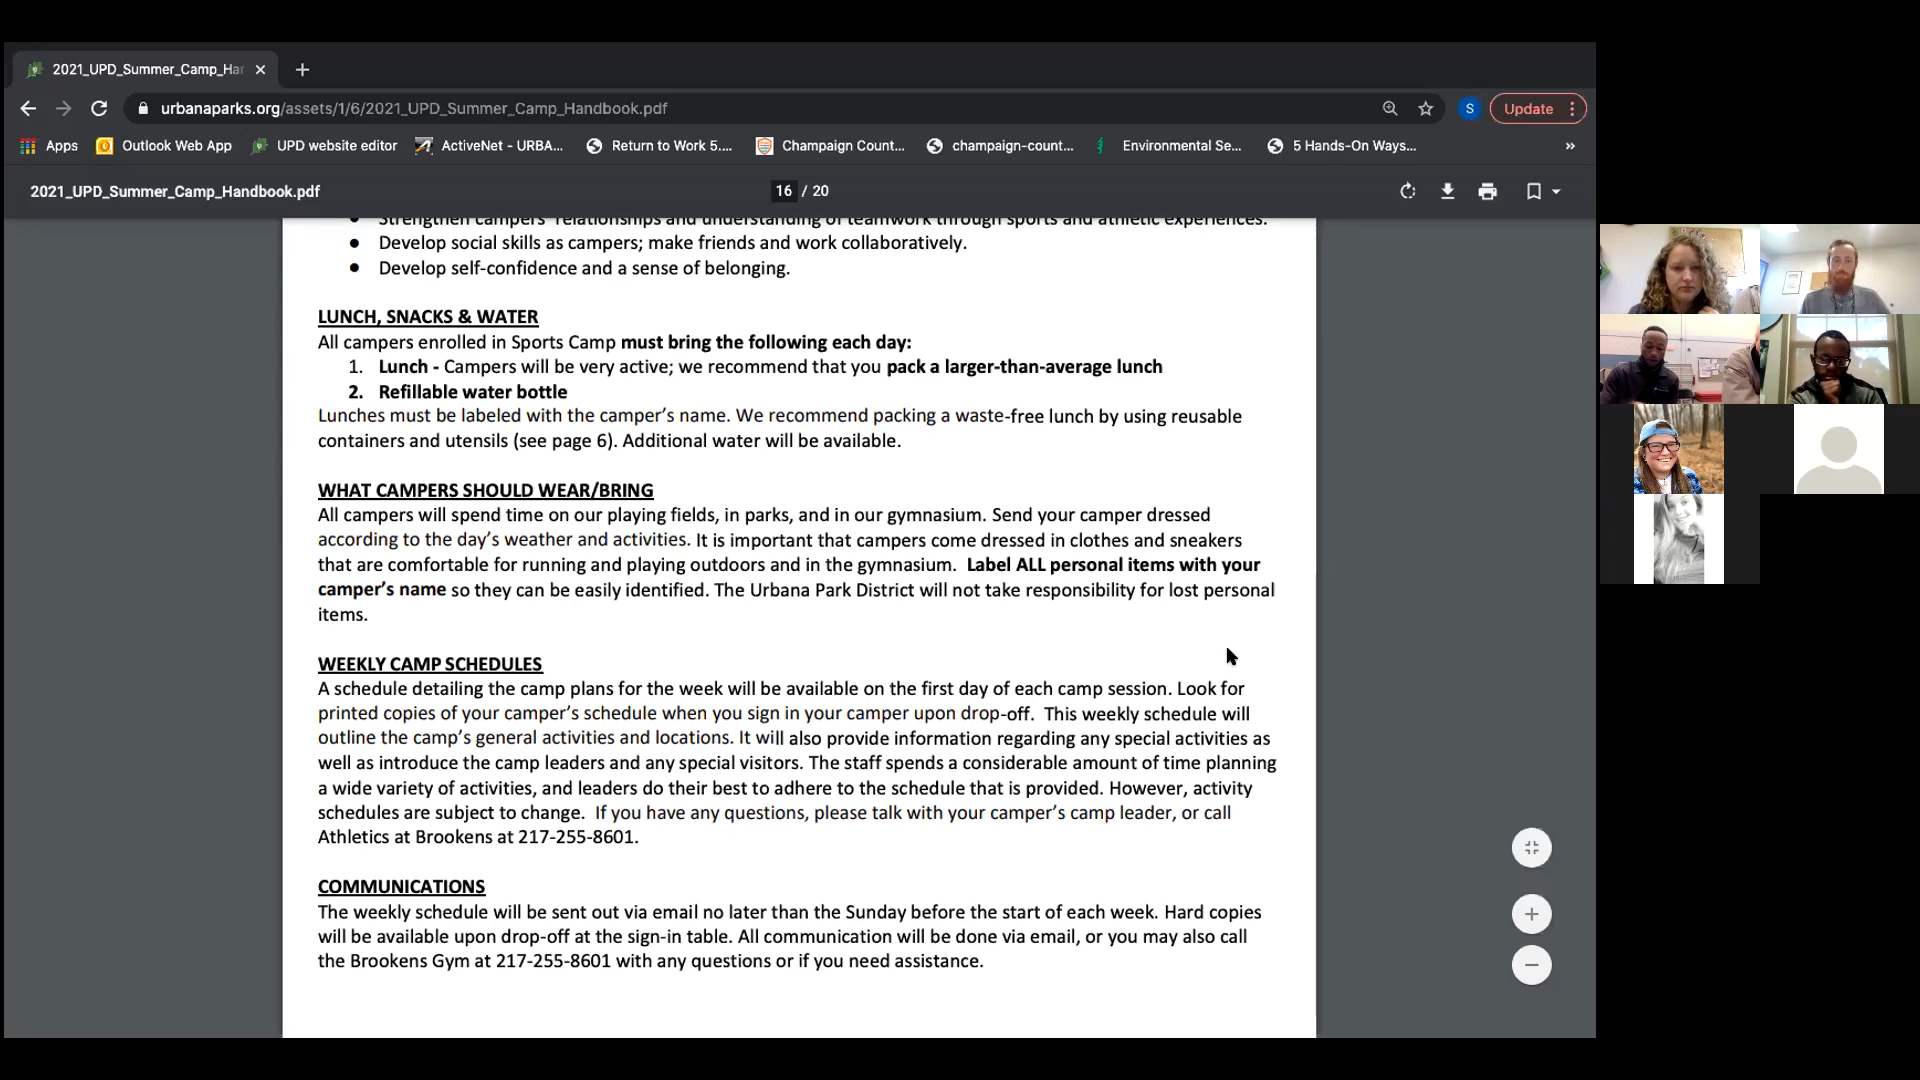 2021_UPD_Summer_Camp_Har
urbanaparks.org/assets/1/6/2021_UPD_Summer_Camp_Handbook.pdf
S
Update
Apps
Outlook Web App
UPD website editor
ActiveNet - URBA...
Return to Work 5....
Champaign Count...
champaign-count...
Environmental Se...
5 Hands-On Ways...
»
2021_UPD_Summer_Camp_Handbook.pdf
16 / 20
Strengthen campers' relationships and understanding of teamwork through sports and athletic experiences.
● Develop social skills as campers; make friends and work collaboratively.
● Develop self-confidence and a sense of belonging.
LUNCH, SNACKS & WATER
All campers enrolled in Sports Camp must bring the following each day:
1. Lunch - Campers will be very active; we recommend that you pack a larger-than-average lunch
2. Refillable water bottle
Lunches must be labeled with the camper's name. We recommend packing a waste-free lunch by using reusable
containers and utensils (see page 6). Additional water will be available.
WHAT CAMPERS SHOULD WEAR/BRING
All campers will spend time on our playing fields, in parks, and in our gymnasium. Send your camper dressed
according to the day's weather and activities. It is important that campers come dressed in clothes and sneakers
that are comfortable for running and playing outdoors and in the gymnasium.  Label ALL personal items with your
camper's name so they can be easily identified. The Urbana Park District will not take responsibility for lost personal
items.
WEEKLY CAMP SCHEDULES
A schedule detailing the camp plans for the week will be available on the first day of each camp session. Look for
printed copies of your camper's schedule when you sign in your camper upon drop-off.  This weekly schedule will
outline the camp's general activities and locations. It will also provide information regarding any special activities as
well as introduce the camp leaders and any special visitors. The staff spends a considerable amount of time planning
a wide variety of activities, and leaders do their best to adhere to the schedule that is provided. However, activity
schedules are subject to change.  If you have any questions, please talk with your camper's camp leader, or call
Athletics at Brookens at 217-255-8601.
COMMUNICATIONS
The weekly schedule will be sent out via email no later than the Sunday before the start of each week. Hard copies
will be available upon drop-off at the sign-in table. All communication will be done via email, or you may also call
the Brookens Gym at 217-255-8601 with any questions or if you need assistance.